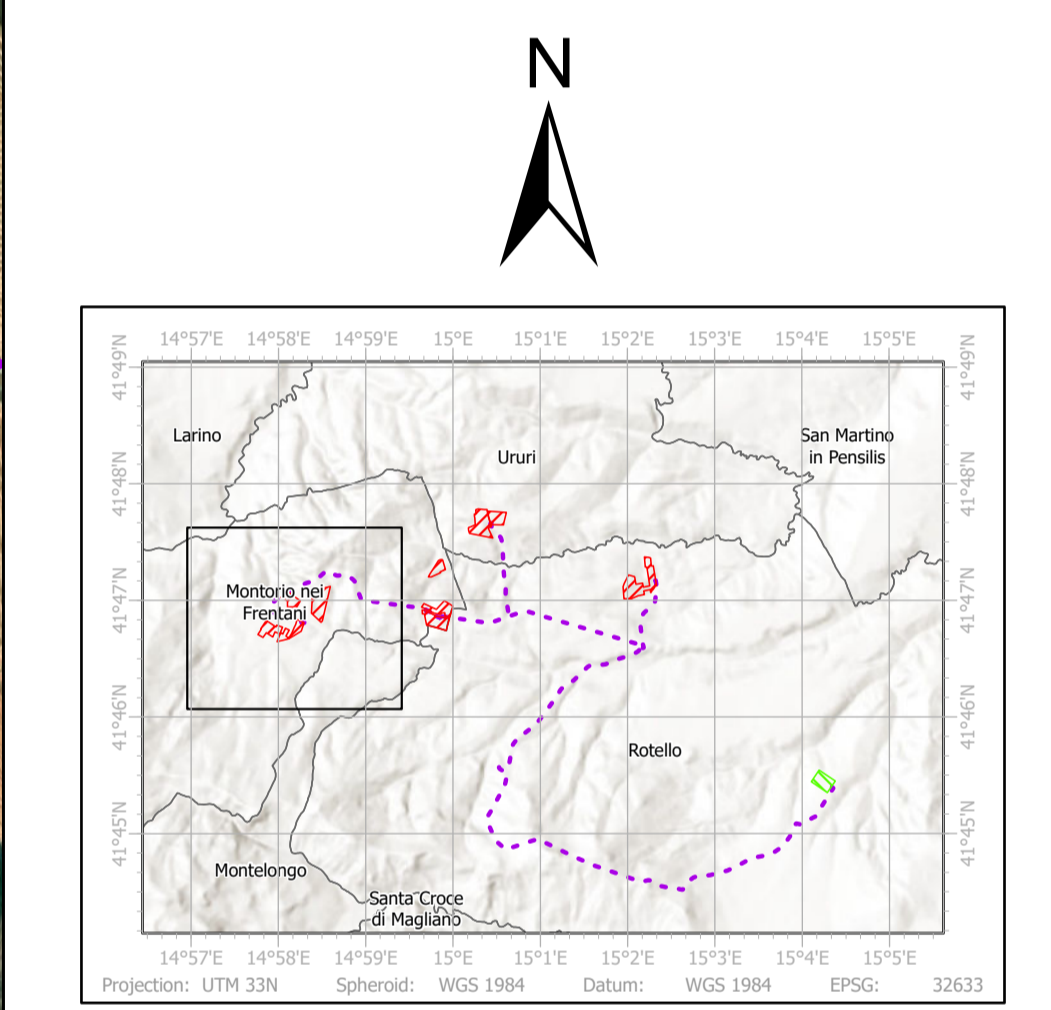 N
14°57'E 14°58'E 14°59'E 15°0'E 15°1'E 15°2'E 15°3'E 15°4'E 15°5'E
41°49'N 41°49'N
Larino
Ururi
San Martino
in Pensilis
41°48'N 41°48'N
Montorio nei
Frentani
41°47'N 41°47'N
41°46'N 41°46'N
Rotello
41°45'N 41°45'N
Montelongo
Santa Croce
di Magliano
14°57'E 14°58'E 14°59'E 15°0'E 15°1'E 15°2'E 15°3'E 15°4'E 15°5'E
Projection: UTM 33N Spheroid: WGS 1984 Datum: WGS 1984 EPSG: 32633